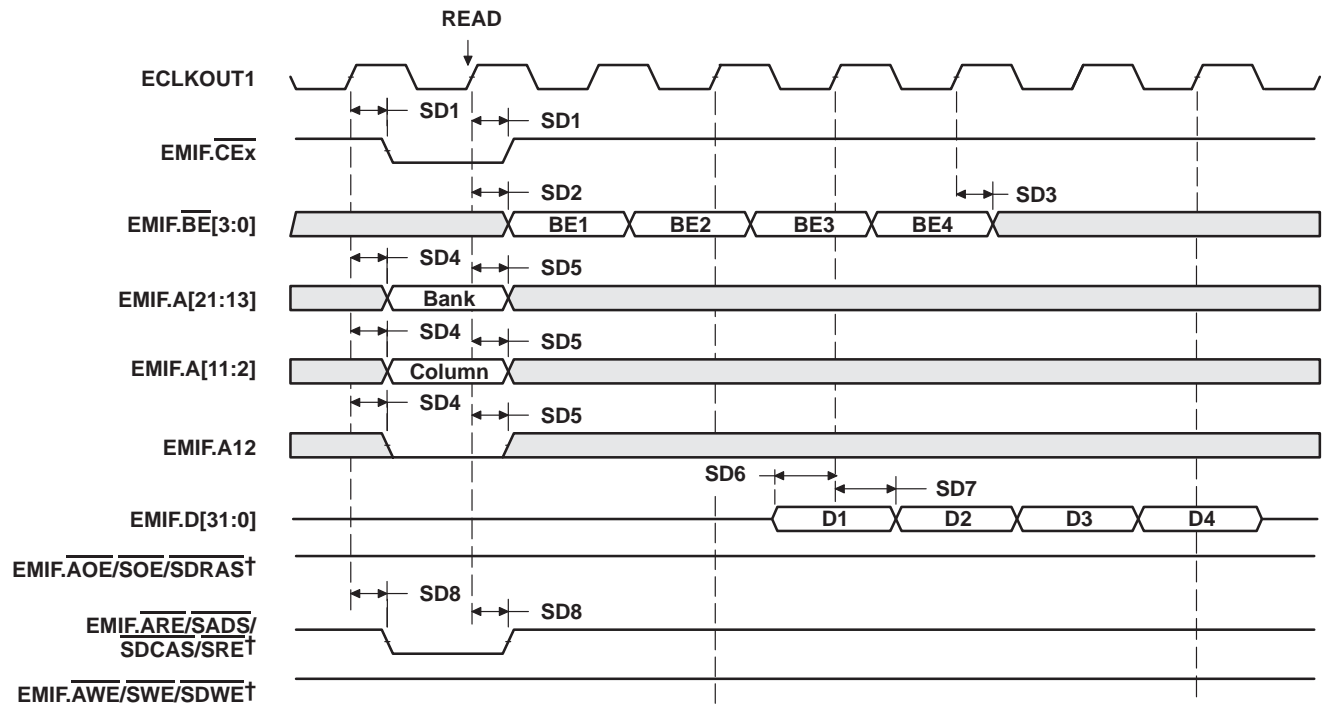 READ
ECLKOUT1
SD1
SD1
EMIF.CEx
SD2
SD3
EMIF.BE[3:0]
BE1 BE2 BE3 BE4
SD4 SD5
EMIF.A[21:13]
Bank
SD4 SD5
EMIF.A[11:2]
Column
SD4 SD5
EMIF.A12
SD6 SD7
EMIF.D[31:0]
D1 D2 D3 D4
EMIF.AOE/SOE/SDRAS†
SD8 SD8
EMIF.ARE/SADS/
SDCAS/SRE†
EMIF.AWE/SWE/SDWE†